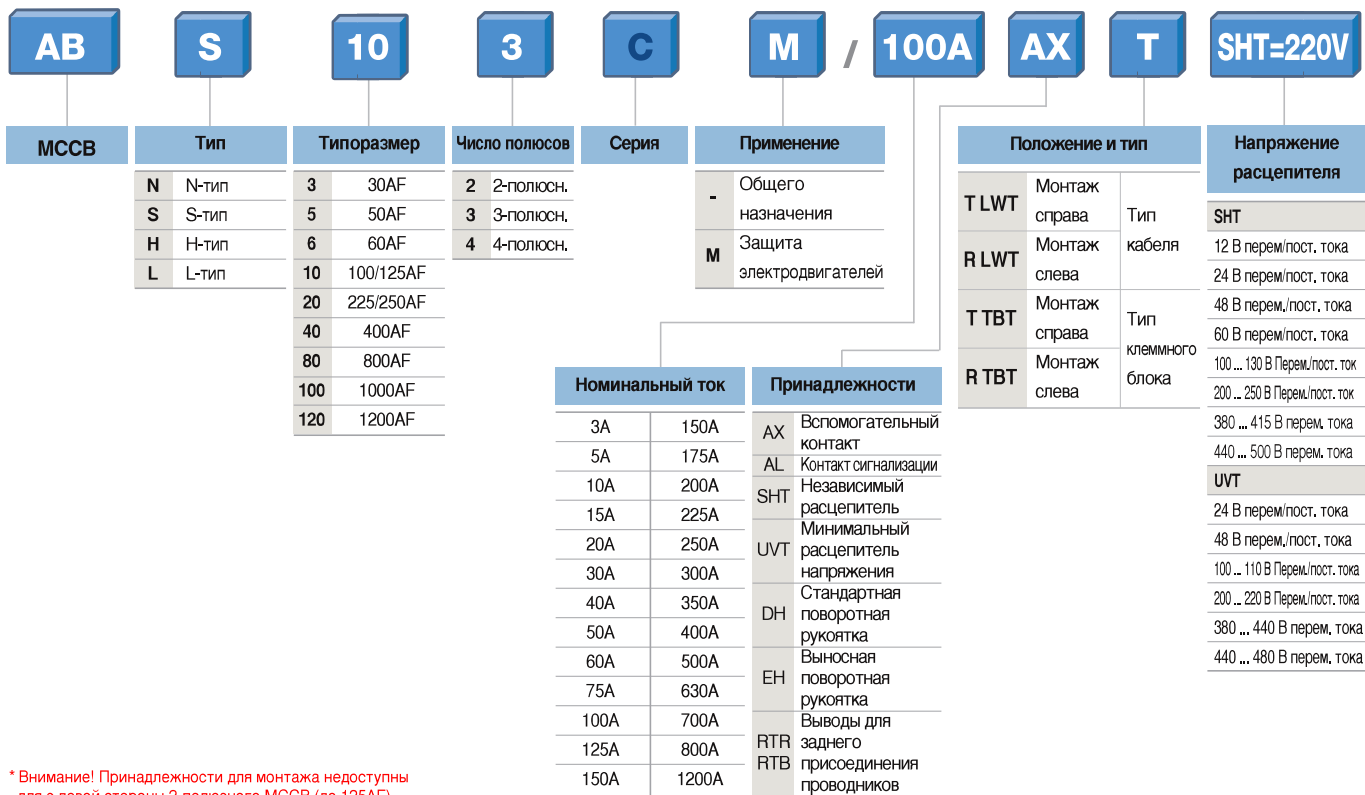 AB S 10 3 C M / 100A AX T SHT=220V
MCCB
Тип
N N-тип
S S-тип
H H-тип
L L-тип
Типоразмер
3 30AF
5 50AF
6 60AF
10 100/125AF
20 225/250AF
40 400AF
80 800AF
100 1000AF
120 1200AF
Число полюсов
2 2-полюсн.
3 3-полюсн.
4 4-полюсн.
Серия
Применение
- Общего
назначения
M Защита
электродвигателей
Номинальный ток
3A 150A
5A 175A
10A 200A
15A 225A
20A 250A
30A 300A
40A 350A
50A 400A
60A 500A
75A 630A
100A 700A
125A 800A
150A 1200A
Принадлежности
AX Вспомогательный
контакт
AL Контакт сигнализации
SHT Независимый
расцепитель
UVT Минимальный
расцепитель
напряжения
DH Стандартная
поворотная
рукоятка
EH Выносная
поворотная
рукоятка
RTR RTB Выводы для
заднего
присоединения
проводников
Положение и тип
T LWT Монтаж
справа
R LWT Монтаж
слева
Тип
кабеля
T TBT Монтаж
справа
R TBT Монтаж
слева
Тип
клеммного
блока
Напряжение
расцепителя
SHT
12 В перем/пост. тока
24 В перем/пост. тока
48 В перем./пост. тока
60 В перем/пост. тока
100 ... 130 В Перем./пост. ток
200 ... 250 В Перем./пост. ток
380 ... 415 В перем. тока
440 ... 500 В перем. тока
UVT
24 В перем/пост. тока
48 В перем./пост. тока
100 ... 110 В Перем./пост. тока
200 ... 220 В Перем./пост. тока
380 ... 440 В перем. тока
440 ... 480 В перем. тока
* Внимание! Принадлежности для монтажа недоступны
для с левой стороны 2-полюсного MCCB (до 125AF)